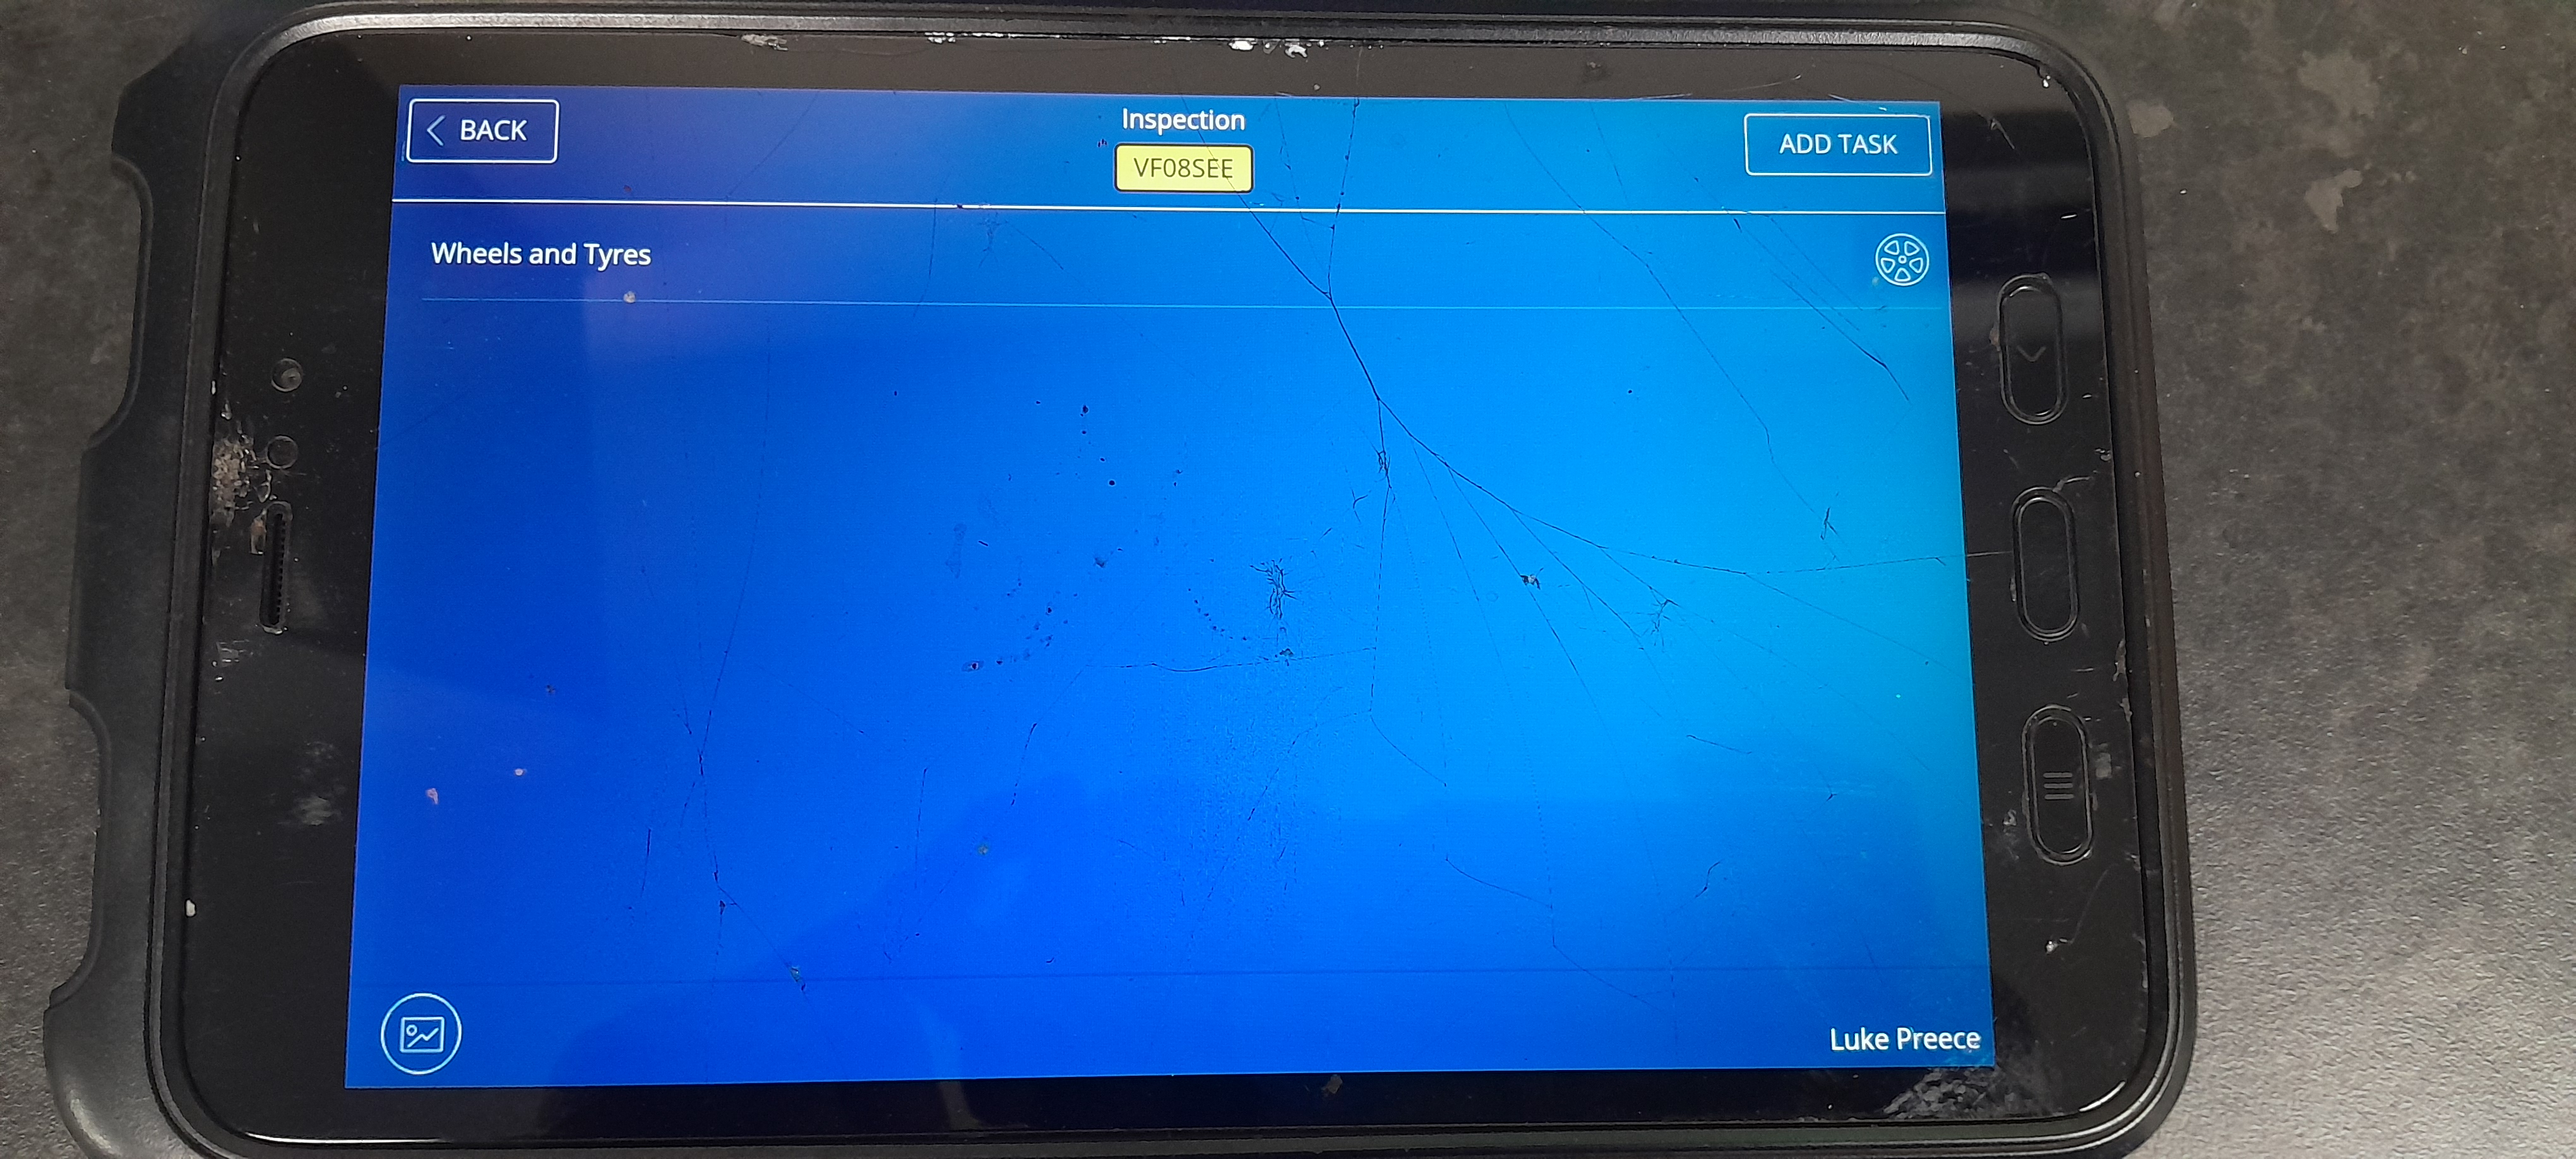 BACK
Inspection
VF08SEE
ADD TASK
Wheels and Tyres
Luke Preece